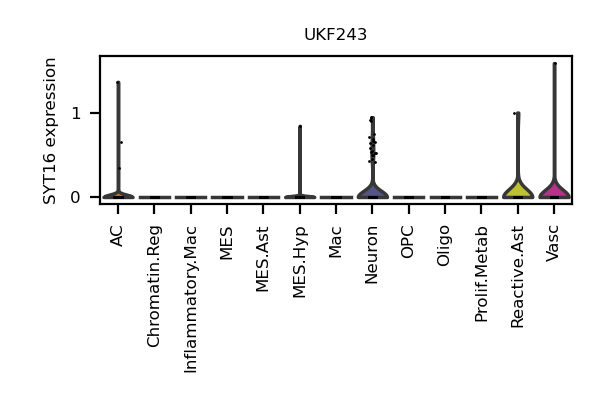 UKF243
SYT16 expression
1
0
AC
Chromatin.Reg
Inflammatory.Mac
MES
MES.Ast
MES.Hyp
Mac
Neuron
OPC
Oligo
Prolif.Metab
Reactive.Ast
Vasc